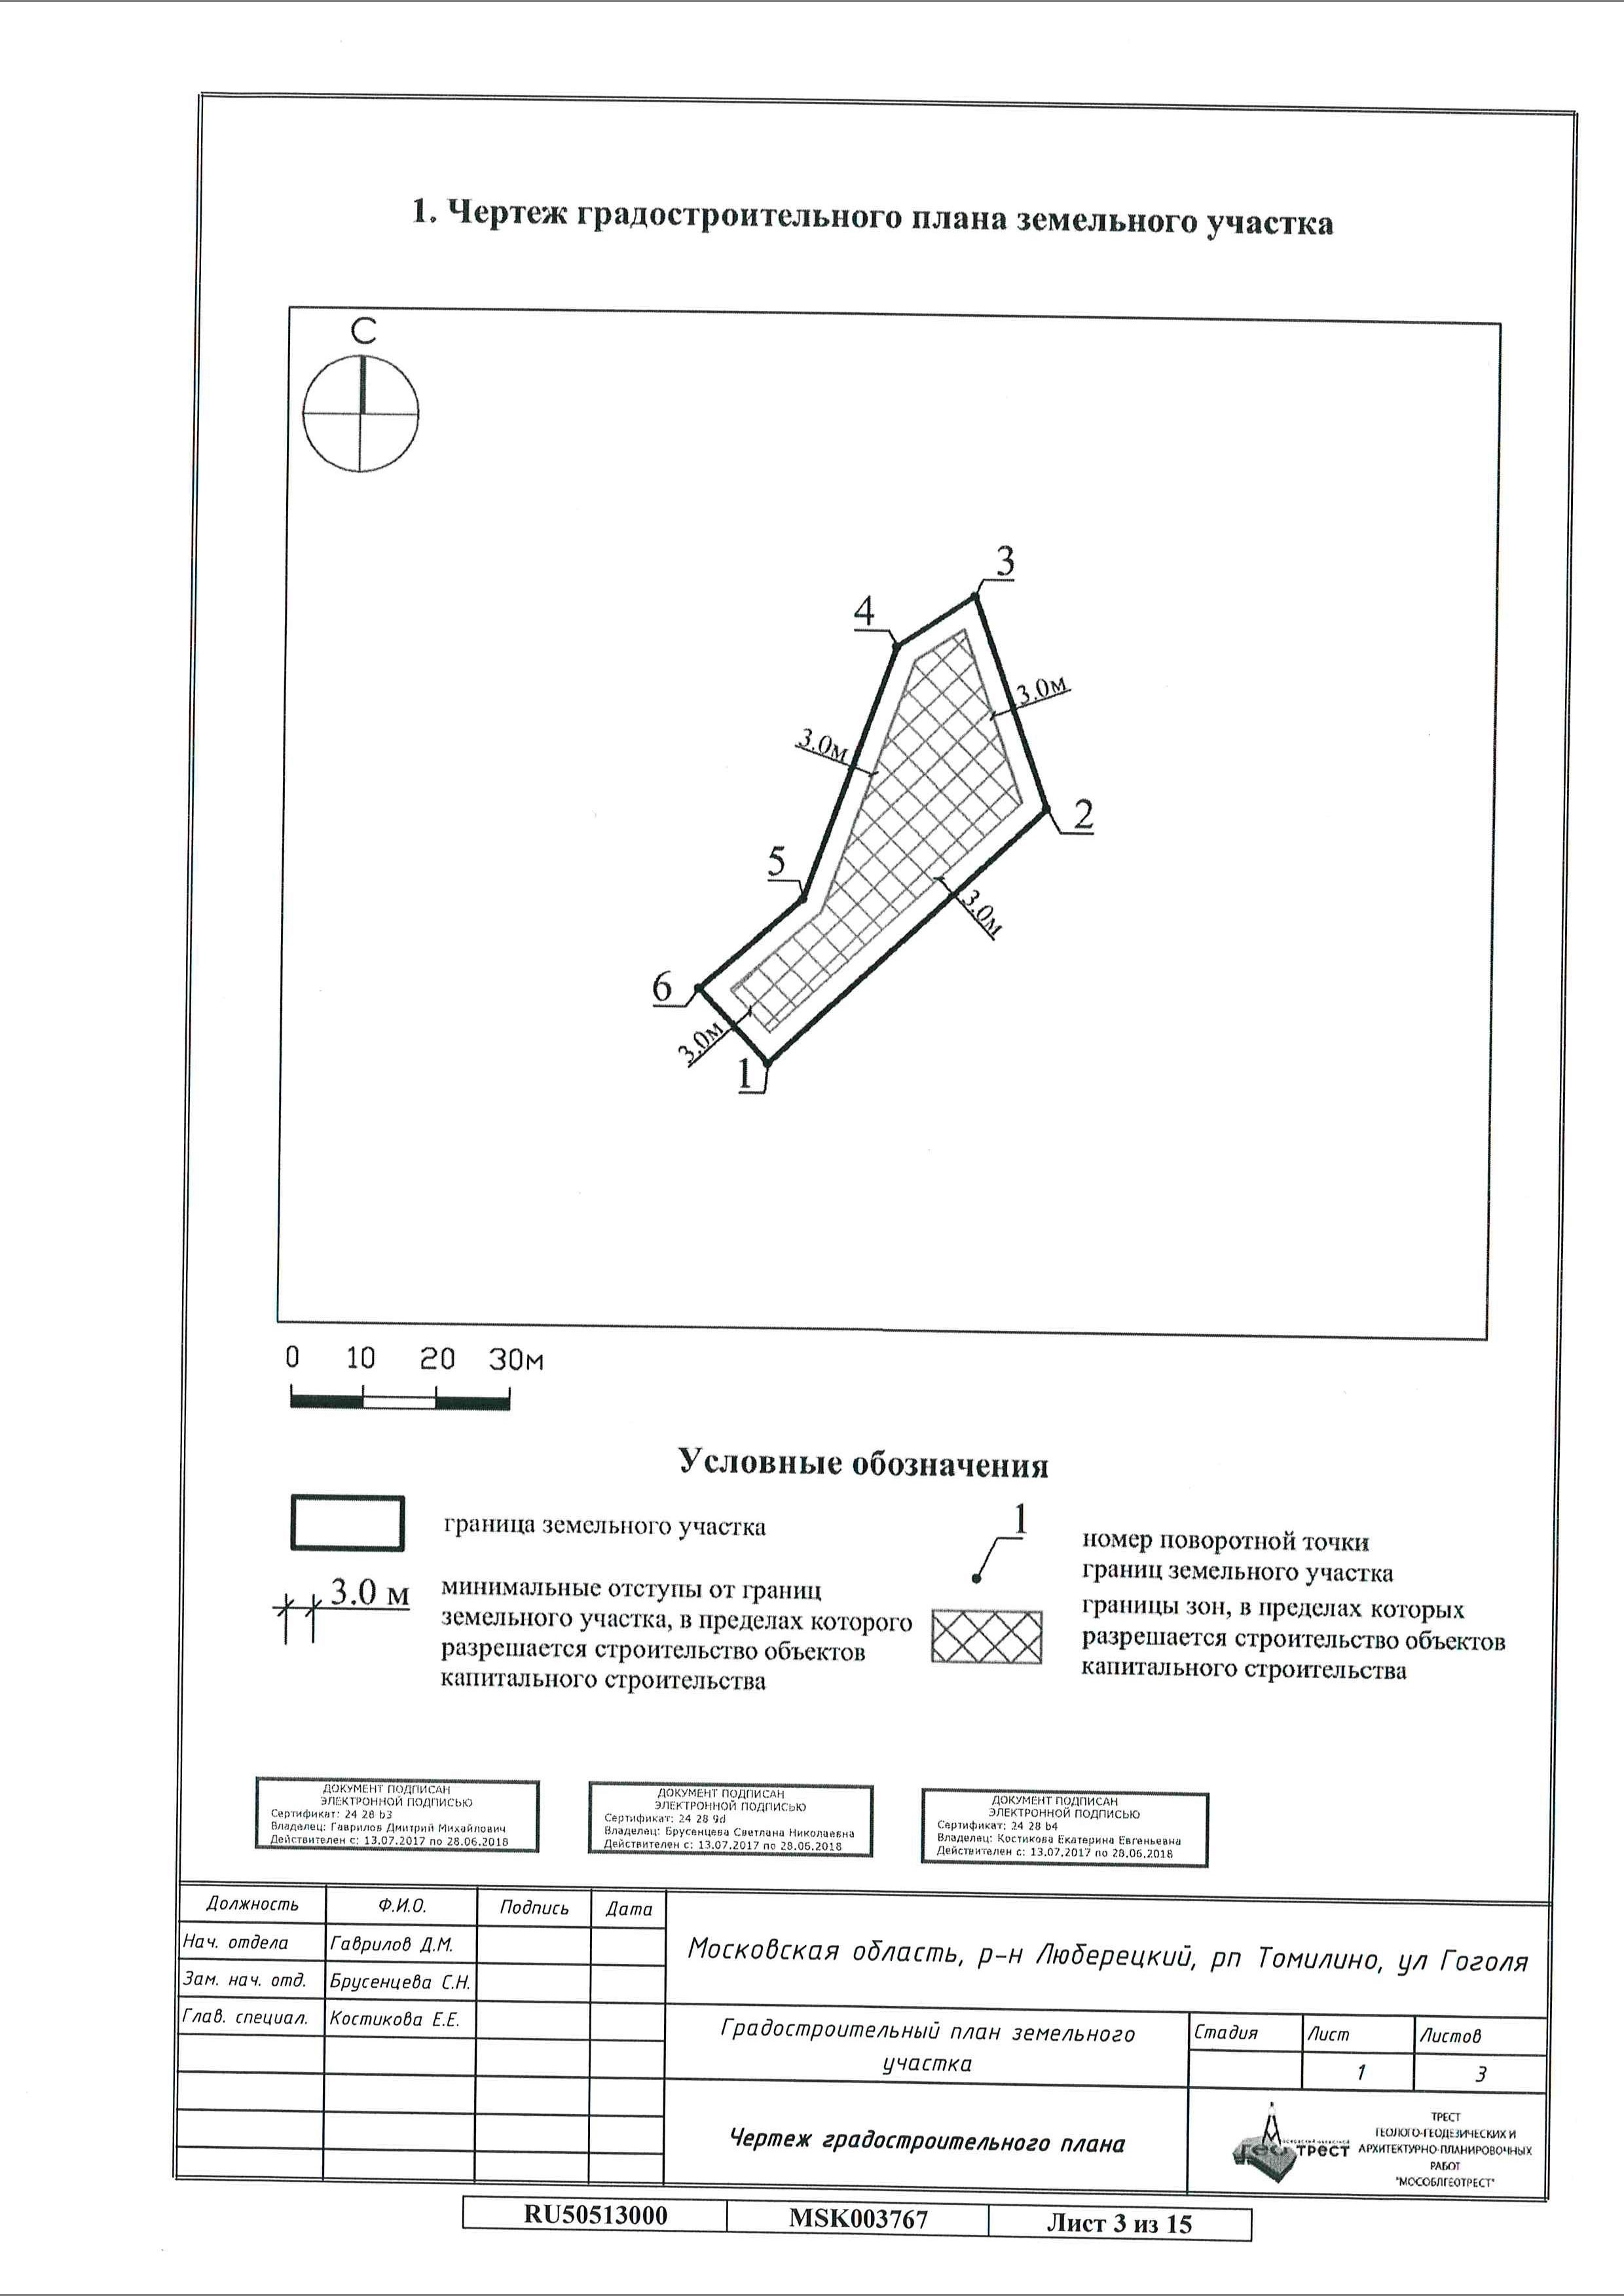 1. Чертеж градостроительного плана земельного участка
С
3
4
3.0м
3.0м
2
5
3.0м
6
3.0м
1
0 10 20 30м
Условные обозначения
граница земельного участка
1
номер поворотной точки
границ земельного участка
3.0 м
минимальные отступы от границ
земельного участка, в пределах которого
разрешается строительство объектов
капитального строительства
границы зон, в пределах которых
разрешается строительство объектов
капитального строительства
ДОКУМЕНТ ПОДПИСАН
ЭЛЕКТРОННОЙ ПОДПИСЬЮ
Сертификат: 24 28 b3
Владелец: Гаврилов Дмитрий Михайлович
Действителен с: 13.07.2017 по 28.06.2018
ДОКУМЕНТ ПОДПИСАН
ЭЛЕКТРОННОЙ ПОДПИСЬЮ
Сертификат: 24 28 9d
Владелец: Брусенцева Светлана Николаевна
Действителен с: 13.07.2017 по 28.06.2018
ДОКУМЕНТ ПОДПИСАН
ЭЛЕКТРОННОЙ ПОДПИСЬЮ
Сертификат: 24 28 b4
Владелец: Костикова Екатерина Евгеньевна
Действителен с: 13.07.2017 по 28.06.2018
Должность Ф.И.О. Подпись Дата
Нач. отдела Гаврилов Д.М.
Зам. нач. отд. Брусенцева С.Н.
Глав. специал. Костикова Е.Е.
Московская область, р-н Люберецкий, рп Томилино, ул Гоголя
Градостроительный план земельного
участка
Стадия Лист Листов
1 3
Чертеж градостроительного плана
ГЕО ТРЕСТ
ТРЕСТ
ГЕОЛОГО-ГЕОДЕЗИЧЕСКИХ И
АРХИТЕКТУРНО-ПЛАНИРОВОЧНЫХ
РАБОТ
"МОСОБЛГЕОТРЕСТ"
RU50513000 MSK003767 Лист 3 из 15